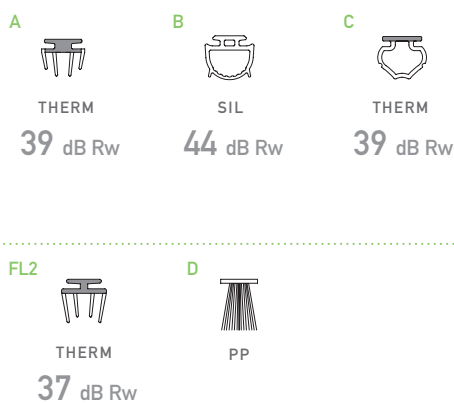 A B C
THERM SIL THERM
39 dB Rw 44 dB Rw 39 dB Rw
FL2 D
THERM PP
37 dB Rw